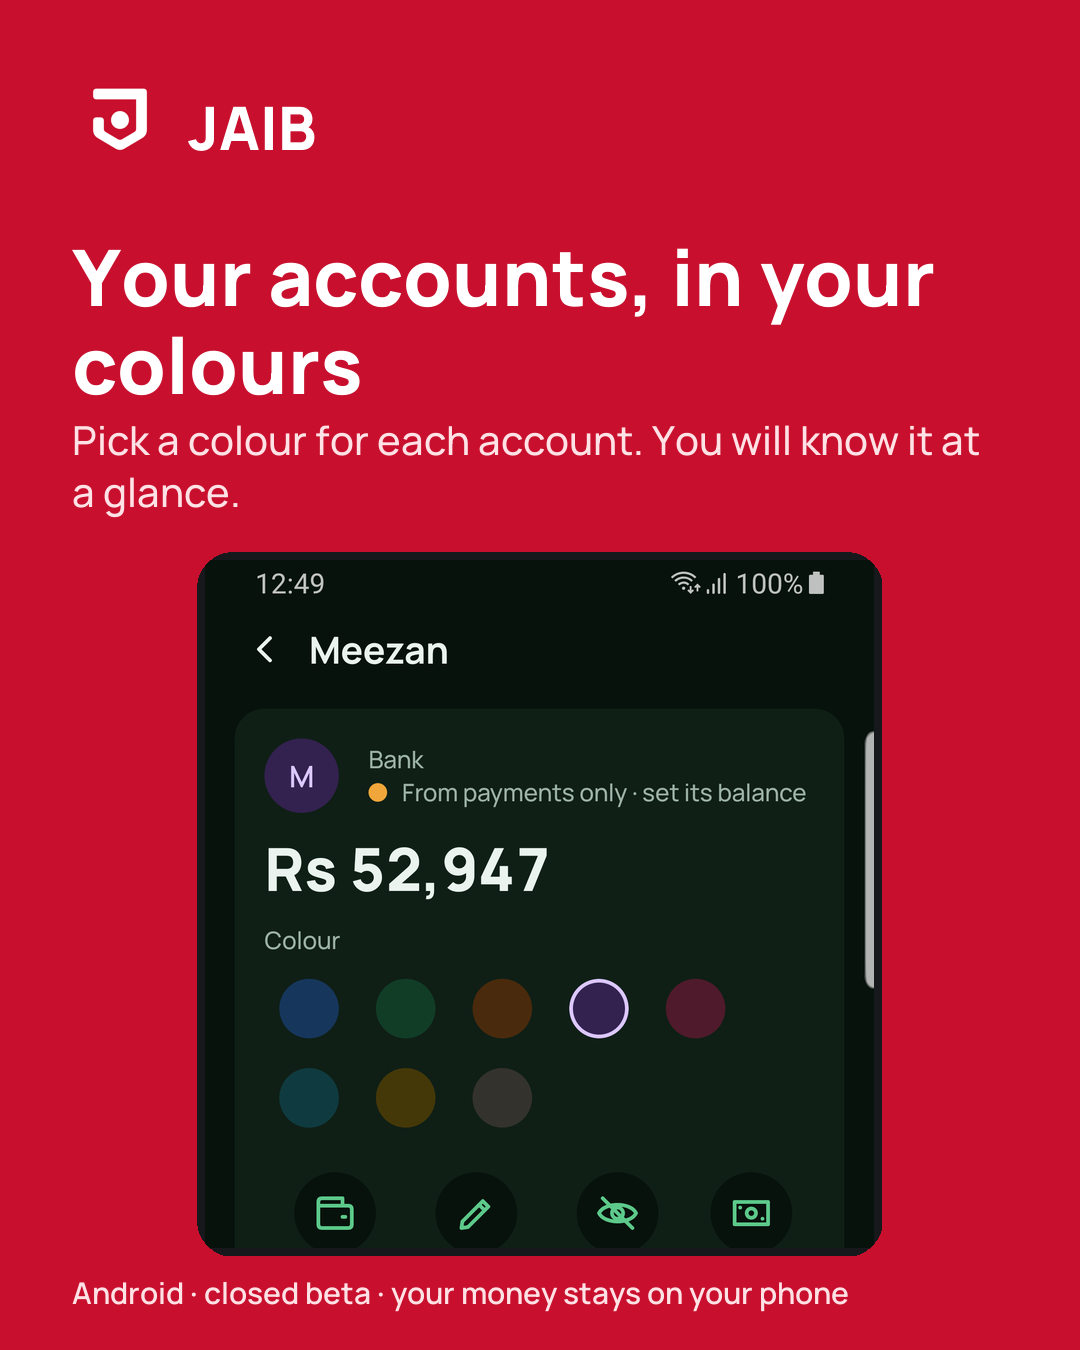 JAIB
Your accounts, in your
colours
Pick a colour for each account. You will know it at
a glance.
12:49
100%
Meezan
M
Bank
From payments only · set its balance
Rs 52,947
Colour
Android · closed beta · your money stays on your phone